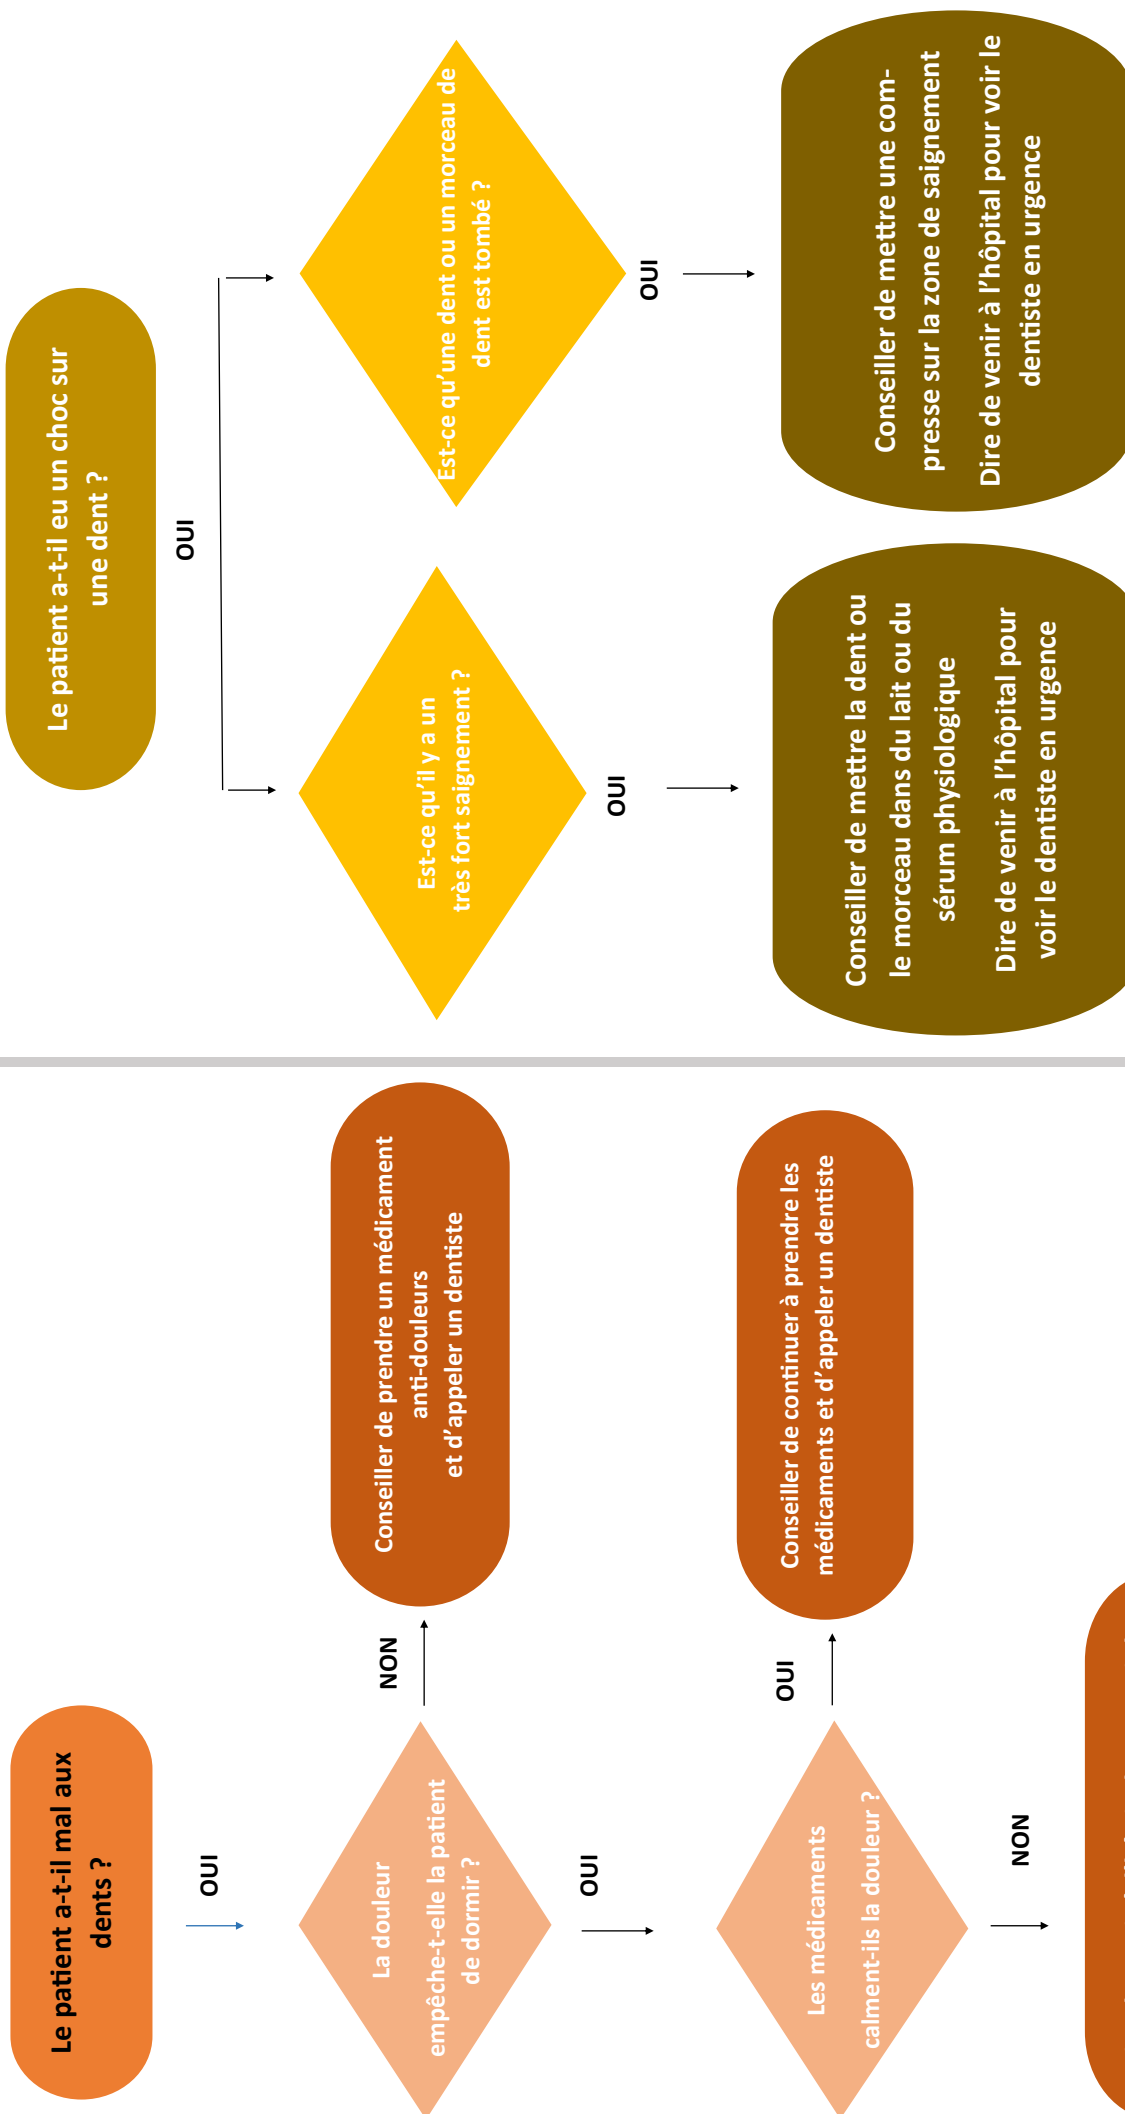 Le patient a-t-il mal aux
dents ?
OUI
La douleur
empêche-t-elle la patient
de dormir ?
NON
Conseiller de prendre un médicament
anti-douleurs
et d'appeler un dentiste
OUI
Les médicaments
calment-ils la douleur ?
OUI
Conseiller de continuer à prendre les
médicaments et d'appeler un dentiste
NON
Le patient a-t-il eu un choc sur
une dent ?
OUI
Est-ce qu'il y a un
très fort saignement ?
OUI
Conseiller de mettre la dent ou
le morceau dans du lait ou du
sérum physiologique
Dire de venir à l'hôpital pour
voir le dentiste en urgence
Est-ce qu'une dent ou un morceau de
dent est tombé ?
OUI
Conseiller de mettre une com-
presse sur la zone de saignement
Dire de venir à l'hôpital pour voir le
dentiste en urgence